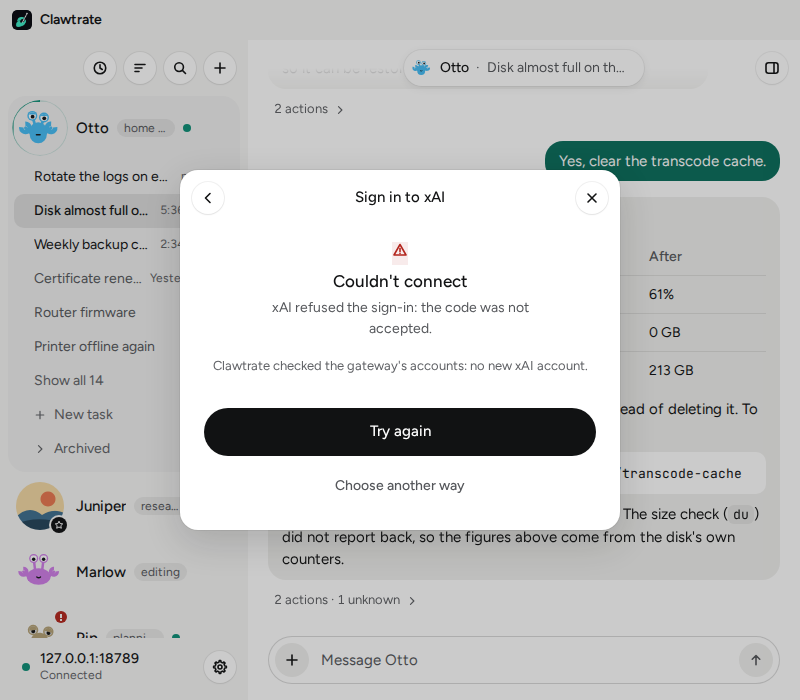 Clawtrate
Otto · Disk almost full on th...
2 actions
Otto home ...
Yes, clear the transcode cache.
Rotate the logs on e...
Disk almost full o... 5:36
Weekly backup c... 2:34
Certificate rene... Yeste
Router firmware
Printer offline again
Show all 14
+ New task
Archived
Juniper resea...
Marlow editing
Pip planni...
127.0.0.1:18789
Connected
Sign in to xAI
Couldn't connect
xAI refused the sign-in: the code was not
accepted.
Clawtrate checked the gateway's accounts: no new xAI account.
Try again
Choose another way
After
61%
0 GB
213 GB
ead of deleting it. To
/transcode-cache
The size check ( du )
did not report back, so the figures above come from the disk's own
counters.
2 actions · 1 unknown
Message Otto